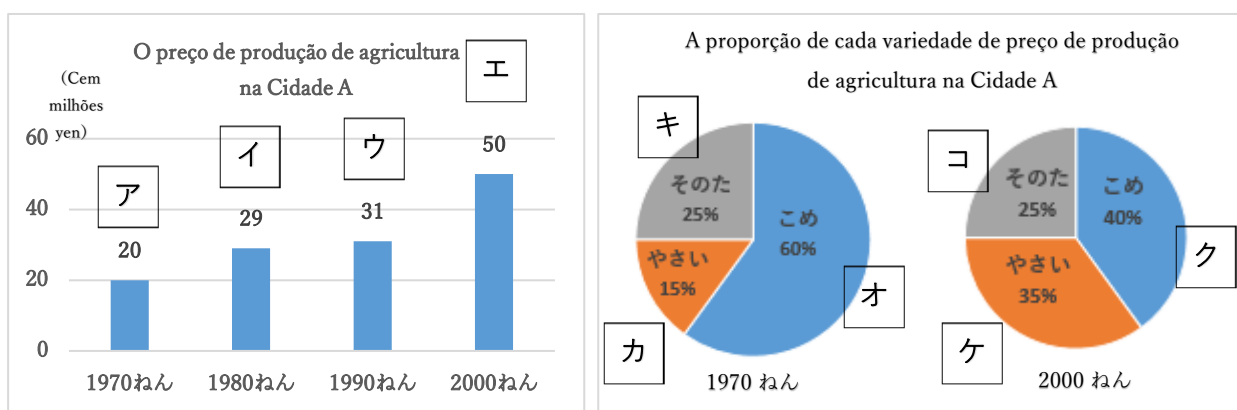 O preço de produção de agricultura
na Cidade A
（Cem
milhões
yen）
エ
ア
イ
ウ
20
29
31
50
60
40
20
0
1970ねん
1980ねん
1990ねん
2000ねん
A proporção de cada variedade de preço de produção
de agricultura na Cidade A
キ
そのた
25%
こめ
60%
やさい
15%
オ
カ
1970 ねん
コ
そのた
25%
こめ
40%
ク
やさい
35%
ケ
2000 ねん